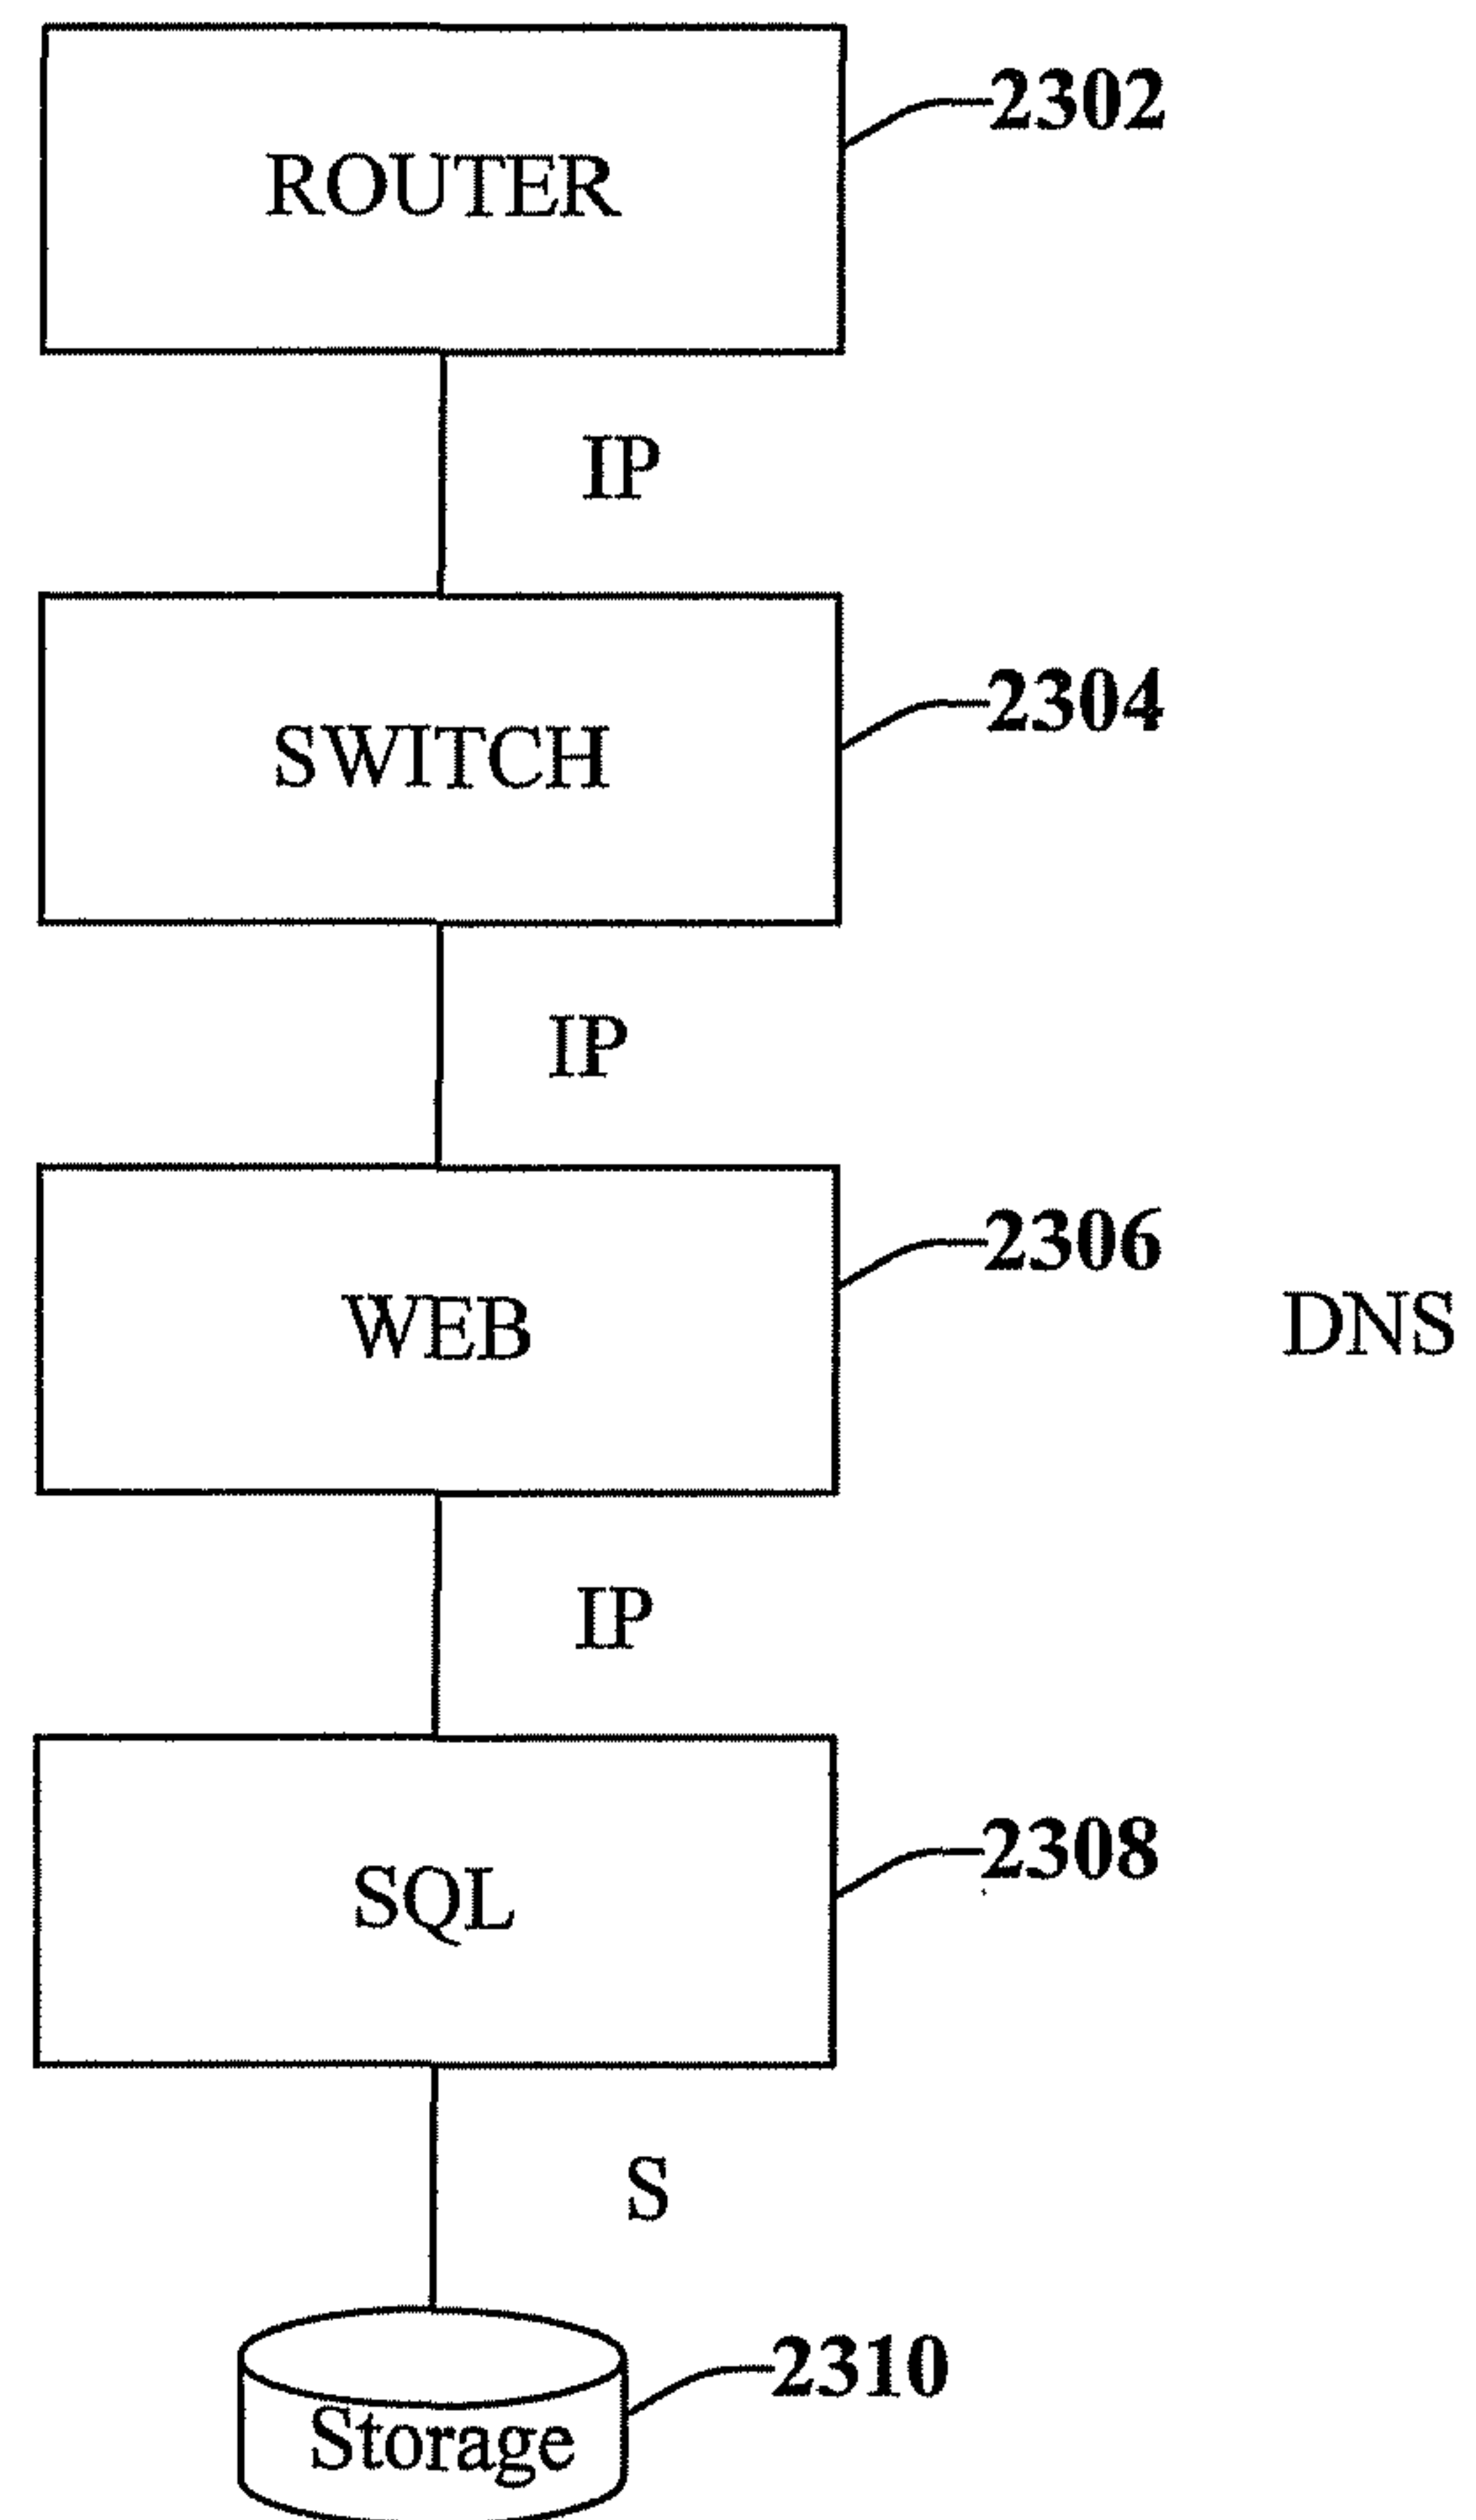 2302
ROUTER
IP
2304
SWITCH
IP
2306
WEB
DNS
IP
2308
SQL
S
2310
Storage